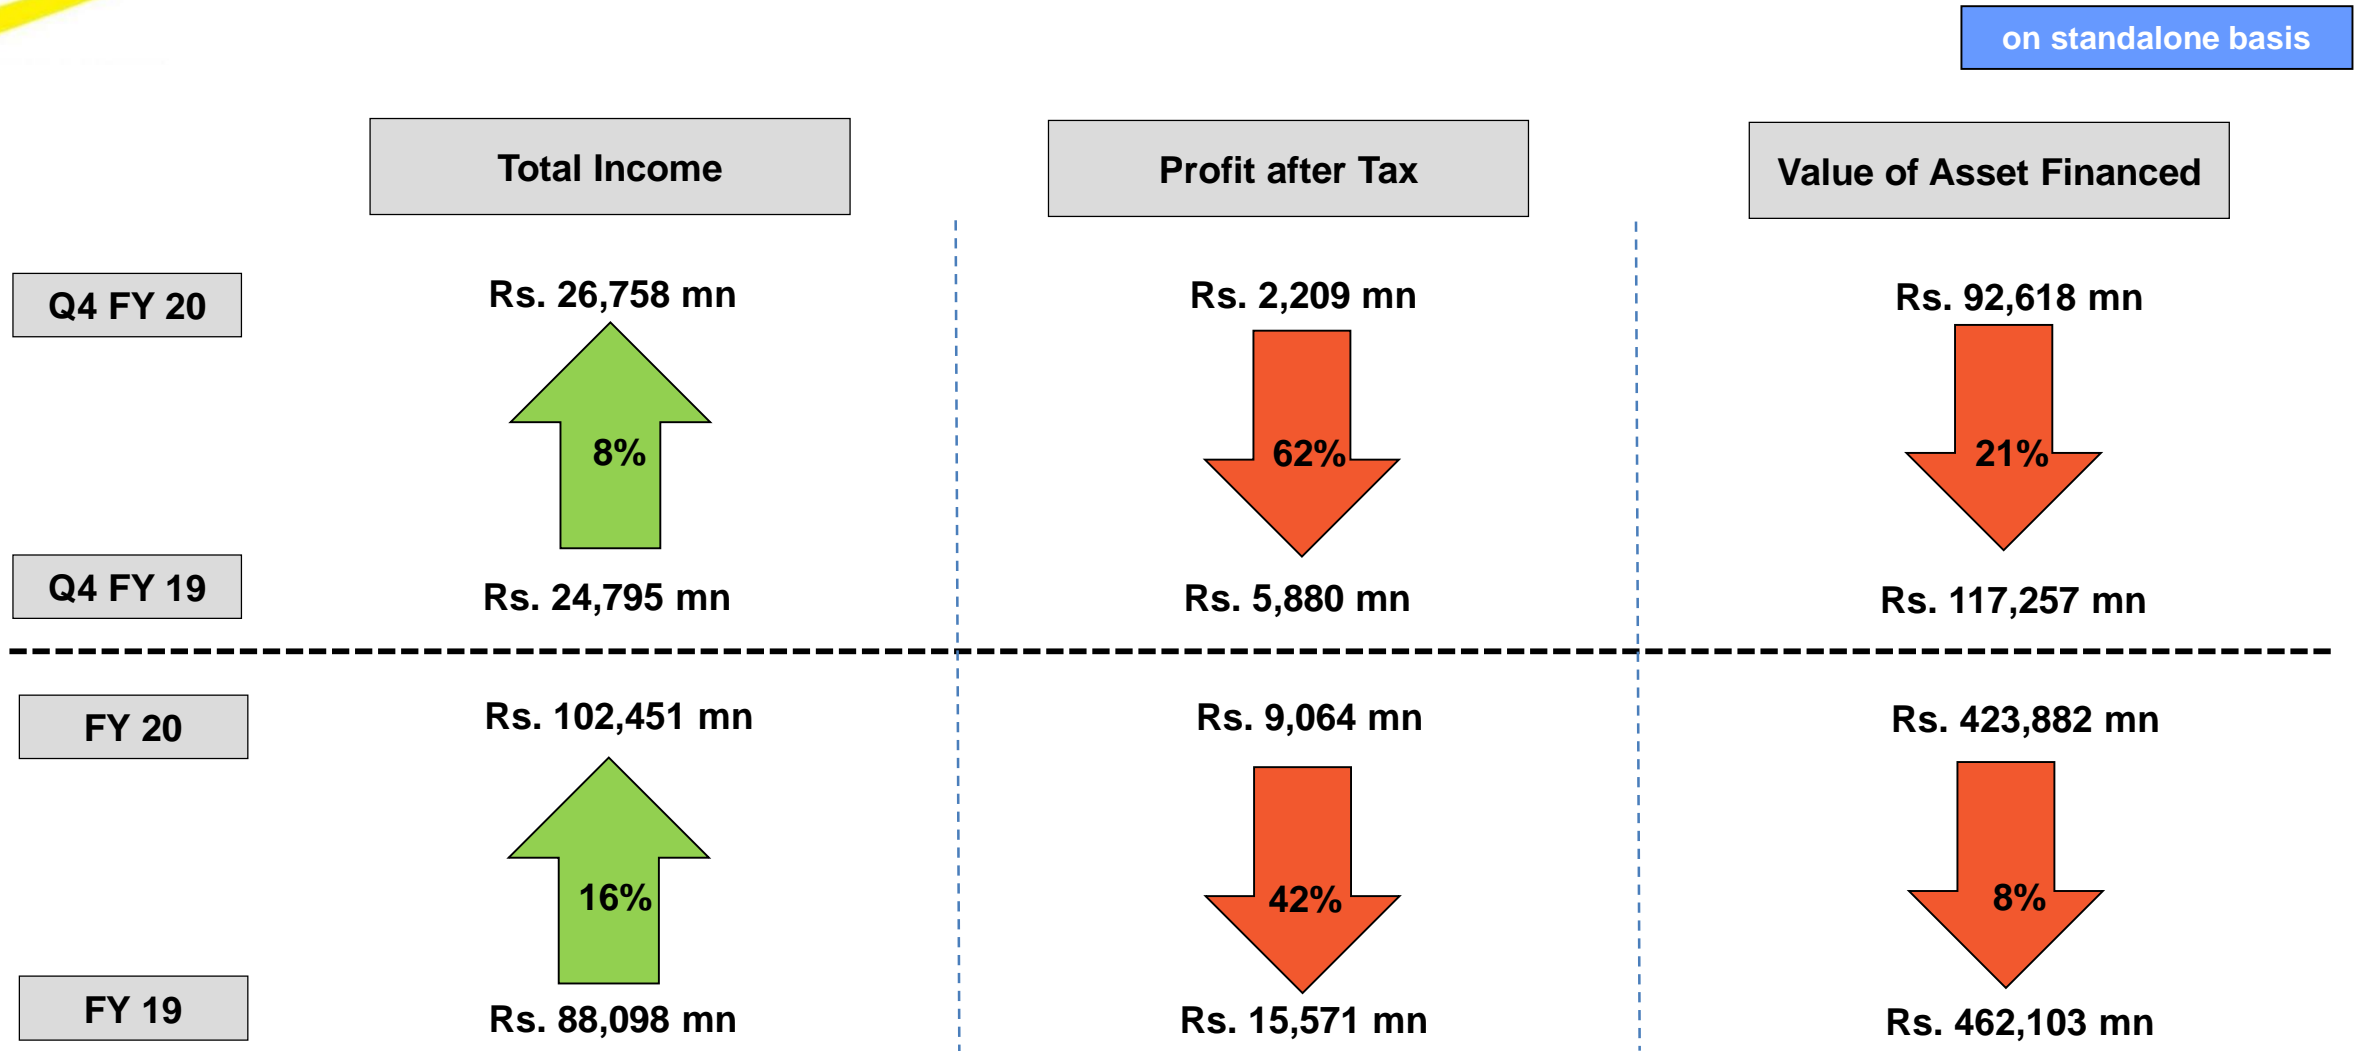 on standalone basis
Total Income
Profit after Tax
Value of Asset Financed
Q4 FY 20
Rs. 26,758 mn
Rs. 2,209 mn
Rs. 92,618 mn
8%
62%
21%
Q4 FY 19
Rs. 24,795 mn
Rs. 5,880 mn
Rs. 117,257 mn
FY 20
Rs. 102,451 mn
Rs. 9,064 mn
Rs. 423,882 mn
16%
42%
8%
FY 19
Rs. 88,098 mn
Rs. 15,571 mn
Rs. 462,103 mn